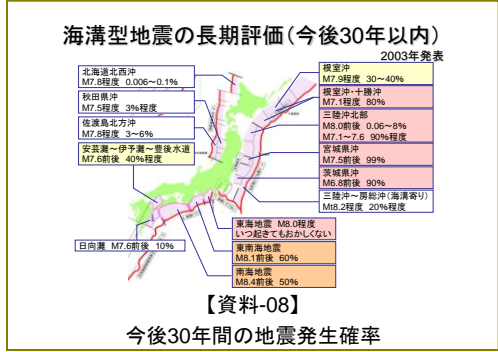 海溝型地震の長期評価(今後30年以内)
2003年発表
北海道北西沖
M7.8程度 0.006~0.1%
秋田県沖
M7.5程度 3%程度
佐渡島北方沖
M7.8程度 3~6%
安芸灘~伊予灘~豊後水道
M7.6前後 40%程度
日向灘 M7.6前後 10%
根室沖
M7.9程度 30~40%
根室沖・十勝沖
M7.1程度 80%
三陸沖北部
M8.0前後 0.06~8%
M7.1~7.6 90%程度
宮城県沖
M7.5前後 99%
茨城県沖
M6.8前後 90%
三陸沖~房総沖(海溝寄り)
Mt8.2程度 20%程度
東海地震 M8.0程度
いつ起きてもおかしくない
東南海地震
M8.1前後 60%
南海地震
M8.4前後 50%
【資料-08】
今後30年間の地震発生確率